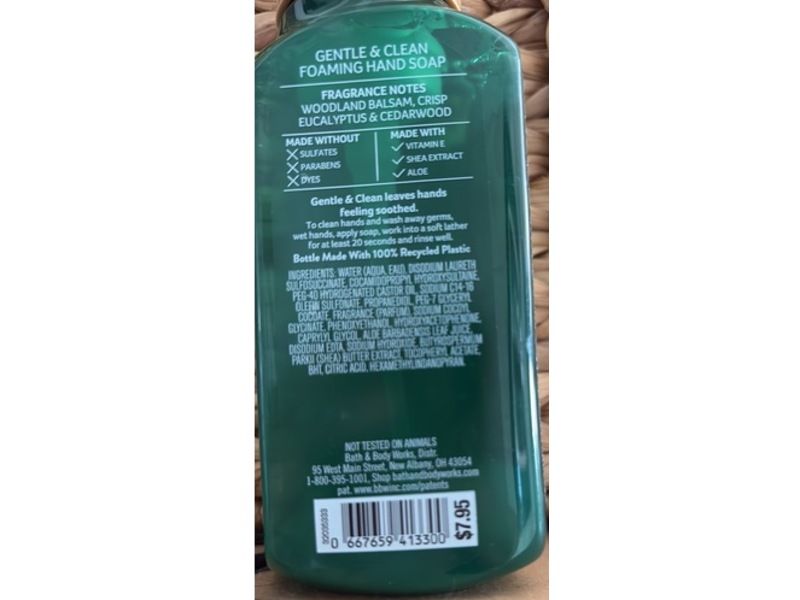 GENTLE & CLEAN
FOAMING HAND SOAP
FRAGRANCE NOTES
WOODLAND BALSAM, CRISP
EUCALYPTUS & CEDARWOOD
MADE WITHOUT
SULFATES
PARABENS
DYES
MADE WITH
VITAMIN E
SHEA EXTRACT
ALOE
Gentle & Clean leaves hands
feeling soothed.
To clean hands and wash away germs,
wet hands, apply soap, work into a soft lather
for at least 20 seconds and rinse well.
Bottle Made With 100% Recycled Plastic
INGREDIENTS: WATER (AQUA, EAU), DISODIUM LAURETH
SULFOSUCCINATE, COCAMIDOPROPYL HYDROXYSULTAINE,
PEG-40 HYDROGENATED CASTOR OIL, SODIUM C14-16
OLEFIN SULFONATE, PROPANEDIOL, PEG-7 GLYCERYL
COCOATE, FRAGRANCE (PARFUM), SODIUM COCOYL
GLYCINATE, PHENOXYETHANOL, HYDROXYACETOPHENONE,
CAPRYLYL GLYCOL, ALOE BARBADENSIS LEAF JUICE,
DISODIUM EDTA, SODIUM HYDROXIDE, BUTYROSPERMUM
PARKII (SHEA) BUTTER EXTRACT, TOCOPHERYL ACETATE,
BHT, CITRIC ACID, HEXAMETHYLINDANOPYRAN.
NOT TESTED ON ANIMALS
Bath & Body Works, Distr.
95 West Main Street, New Albany, OH 43054
1-800-395-1001, Shop bathandbodyworks.com
pat. www.bbwinc.com/patents
0 667659 413300
$7.95